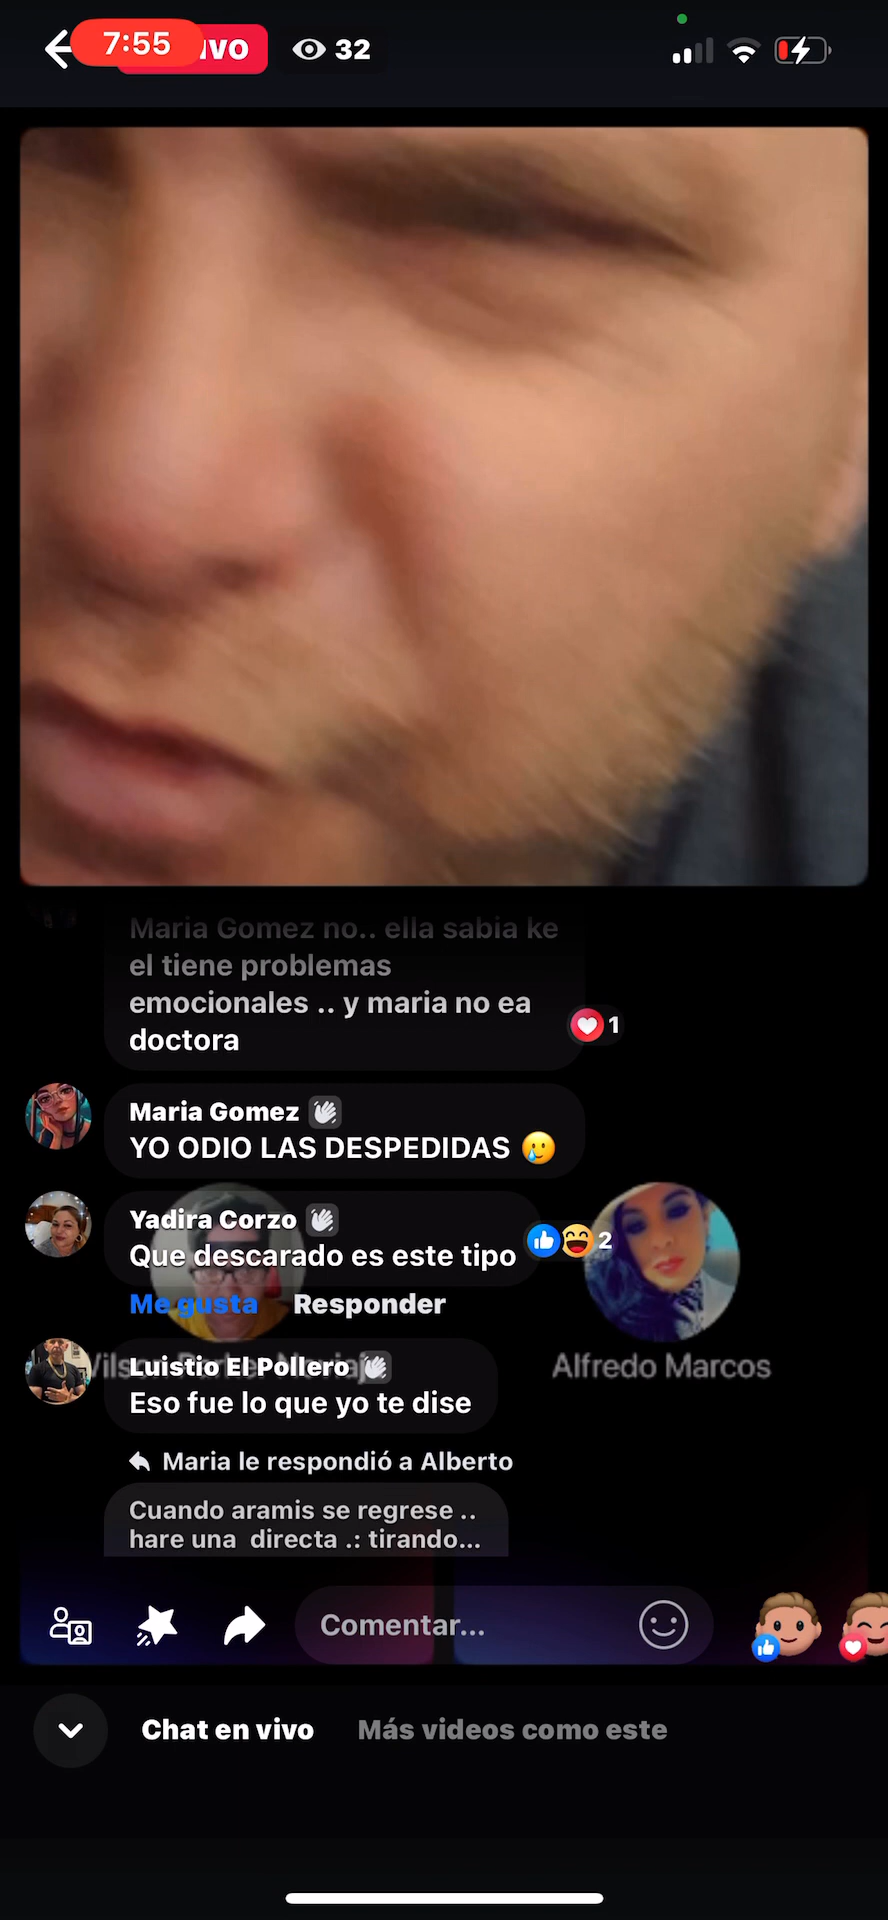 7:55
IVO
32
Maria Gomez no.. ella sabia ke
el tiene problemas
emocionales .. y maria no ea
doctora
1
Maria Gomez
YO ODIO LAS DESPEDIDAS
Yadira Corzo
Que descarado es este tipo
2
Me gusta Responder
Luistio El Pollero
Alfredo Marcos
Eso fue lo que yo te dise
Maria le respondió a Alberto
Cuando aramis se regrese ..
hare una directa .: tirando...
Comentar...
Chat en vivo Más videos como este